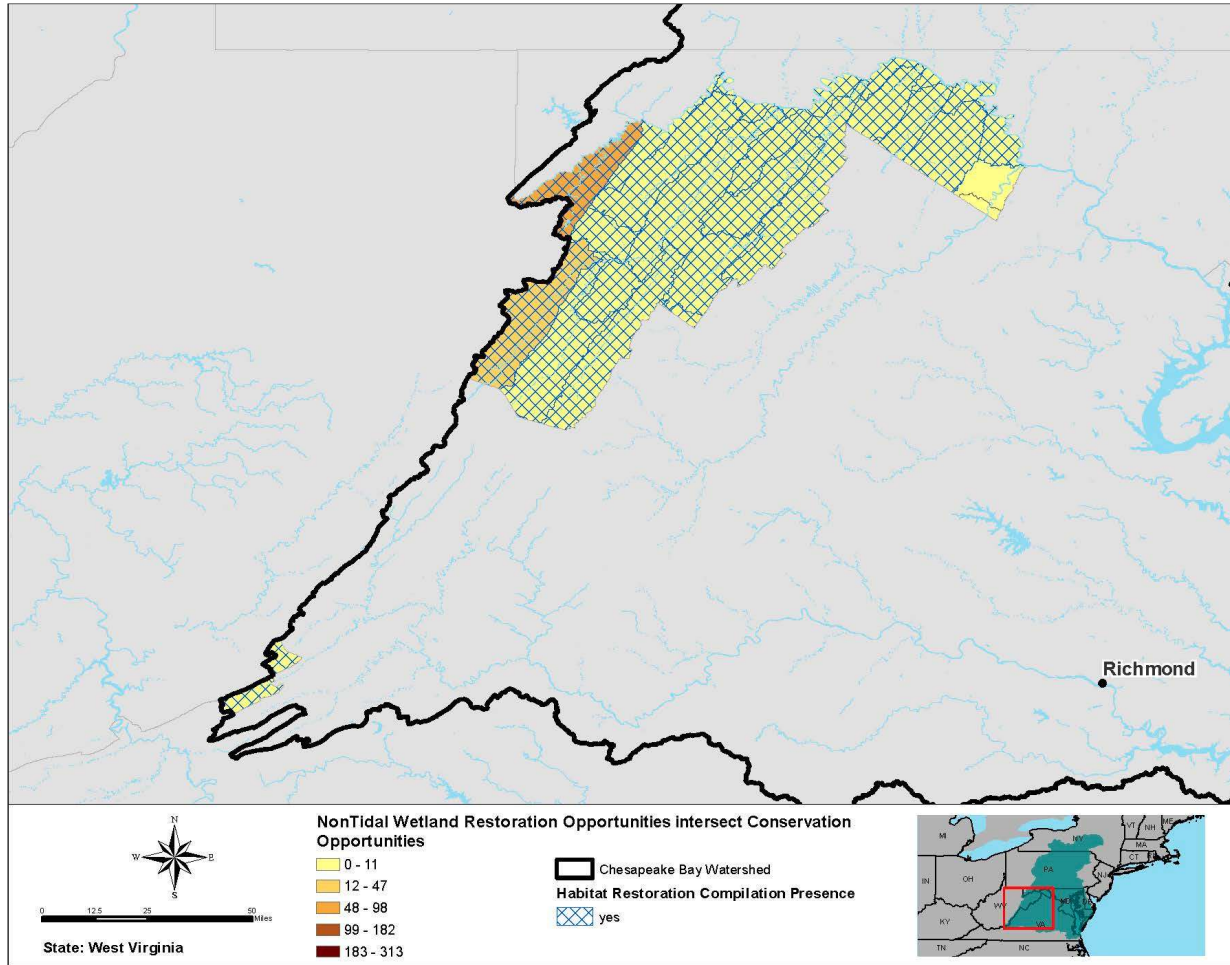 Richmond
NonTidal Wetland Restoration Opportunities intersect Conservation
Opportunities
0 - 11
12 - 47
48 - 98
99 - 182
183 - 313
Chesapeake Bay Watershed
Habitat Restoration Compilation Presence
yes
N
W
E
S
0
12.5
25
50
Miles
State: West Virginia
MI
NY
VT
NH
ME
MA
CT
PA
NJ
IN
OH
WV
KY
VA
TN
NC